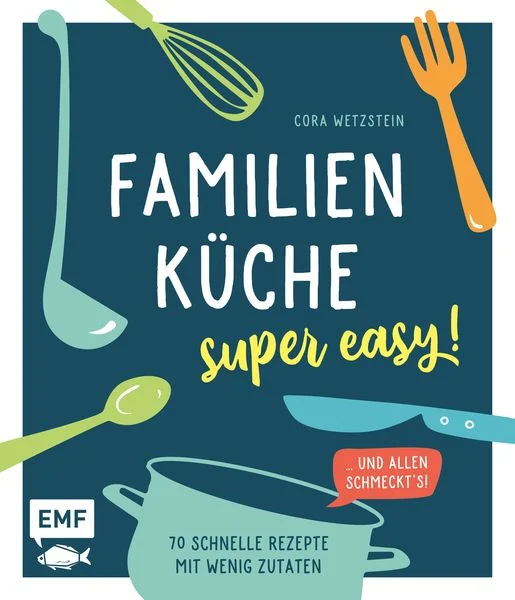 CORA WETZSTEIN
FAMILIEN
KÜCHE
super easy!
... UND ALLEN
SCHMECKT'S!
70 SCHNELLE REZEPTE
MIT WENIG ZUTATEN
EMF